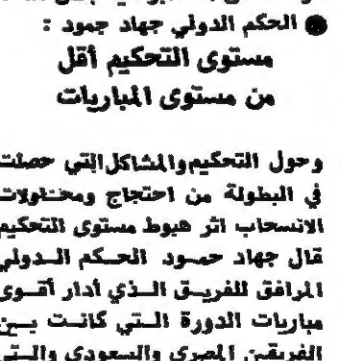 ● الحكم الدولي جهاد جمود :
مستوى التحكيم أقل
من مستوى المباريات
وحول التحكيم والمشاكل التي حصلت
في البطولة من احتجاج ومحاولات
الانسحاب اثر هبوط مستوى التحكيم
قال جهاد حمود الحكم الدولي
المرافق للفريق الذي أدار أقوى
مباريات الدورة التي كانت بين
الفريقين المصري والسعودي والتي